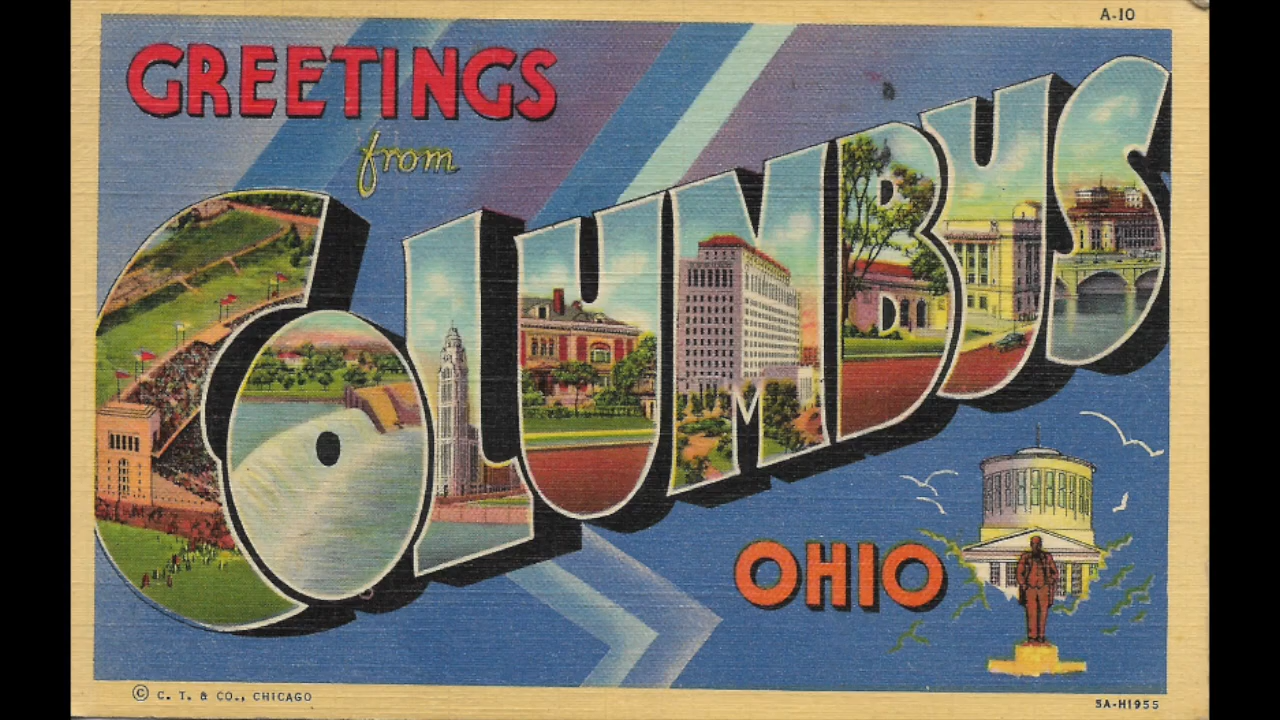 A-10
GREETINGS
from
COLUMBUS
OHIO
© C. T. & CO., CHICAGO
5A-H1955